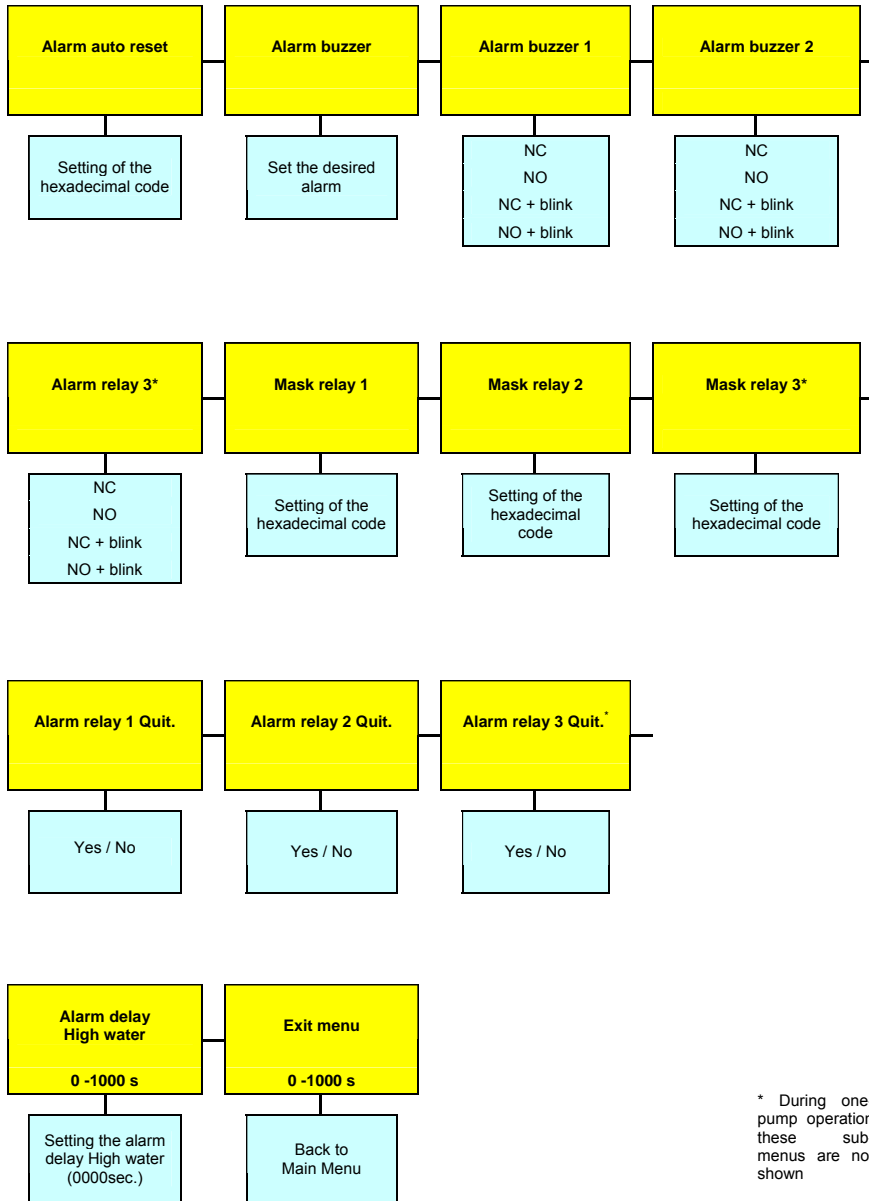 Alarm auto reset
Alarm buzzer
Alarm buzzer 1
Alarm buzzer 2
Setting of the
hexadecimal code
Set the desired
alarm
NC
NO
NC + blink
NO + blink
NC
NO
NC + blink
NO + blink
Alarm relay 3*
Mask relay 1
Mask relay 2
Mask relay 3*
NC
NO
NC + blink
NO + blink
Setting of the
hexadecimal code
Setting of the
hexadecimal
code
Setting of the
hexadecimal code
Alarm relay 1 Quit.
Alarm relay 2 Quit.
Alarm relay 3 Quit.*
Yes / No
Yes / No
Yes / No
Alarm delay
High water
0 -1000 s
Exit menu
0 -1000 s
Setting the alarm
delay High water
(0000sec.)
Back to
Main Menu
* During one
pump operation
these sub
menus are no
shown